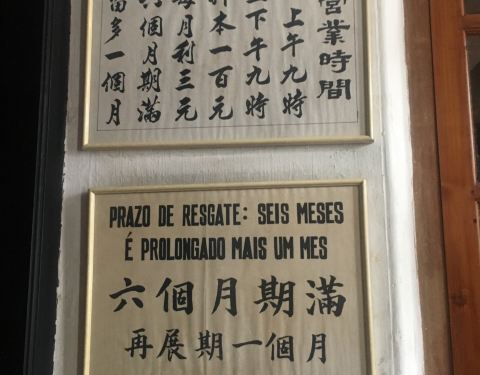 營業時間
上午九時
下午九時
本一百元
每月利三元
個月期滿
留多一個月
PRAZO DE RESGATE: SEIS MESES
É PROLONGADO MAIS UM MES
六個月期滿
再展期一個月